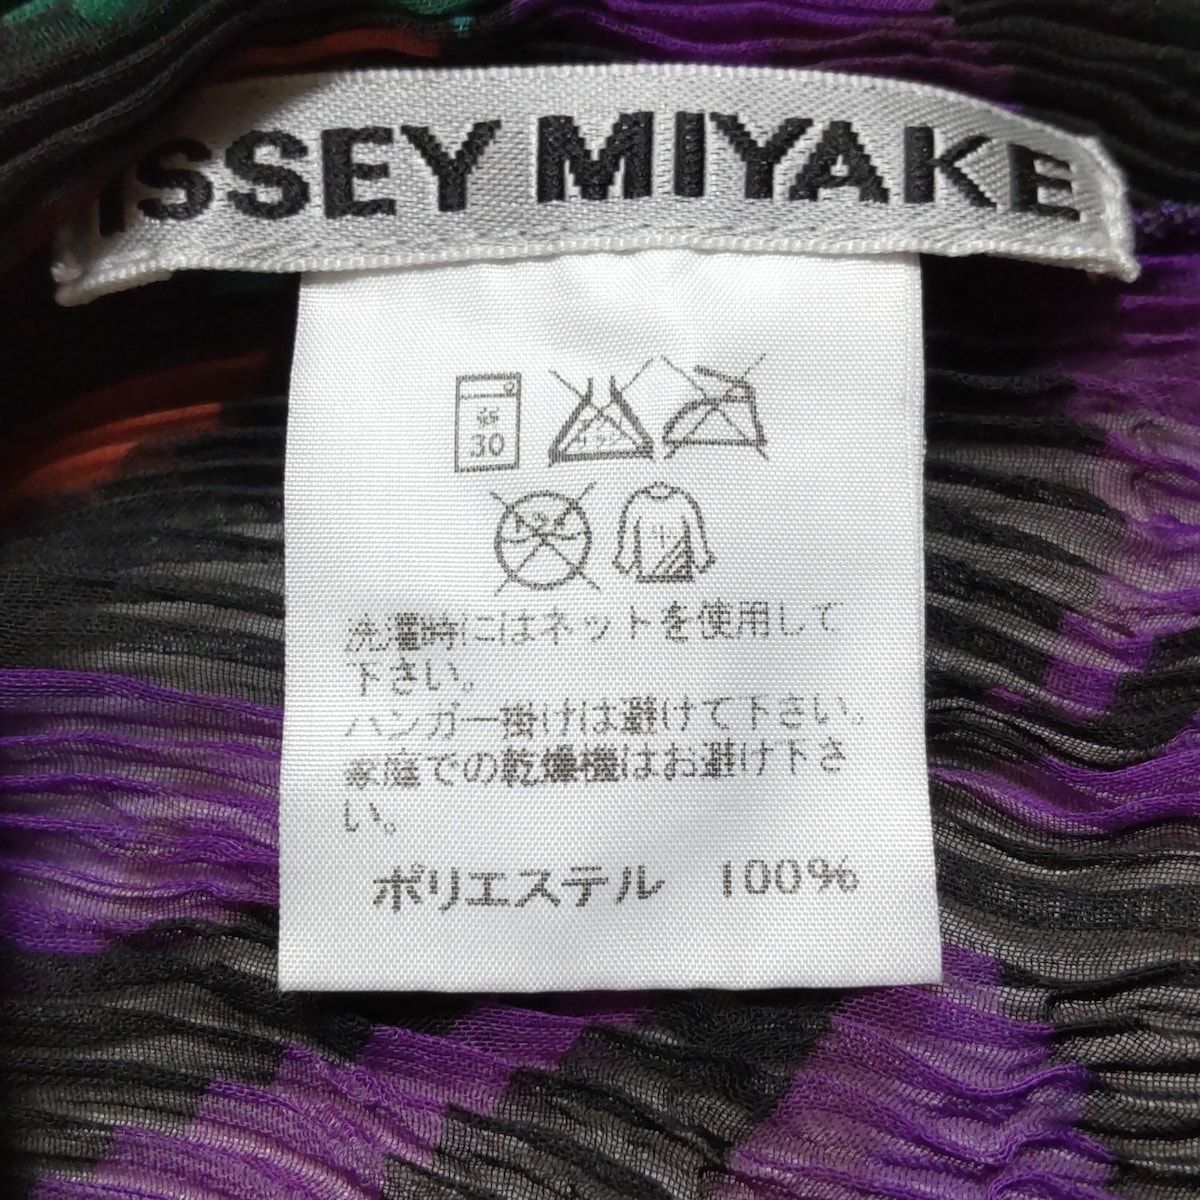 ISSEY MIYAKE
弱
30
洗濯時にはネットを使用して
下さい。
ハンガー掛けは避けて下さい。
家庭での乾燥機はお避け下さ
い。
ポリエステル 100%